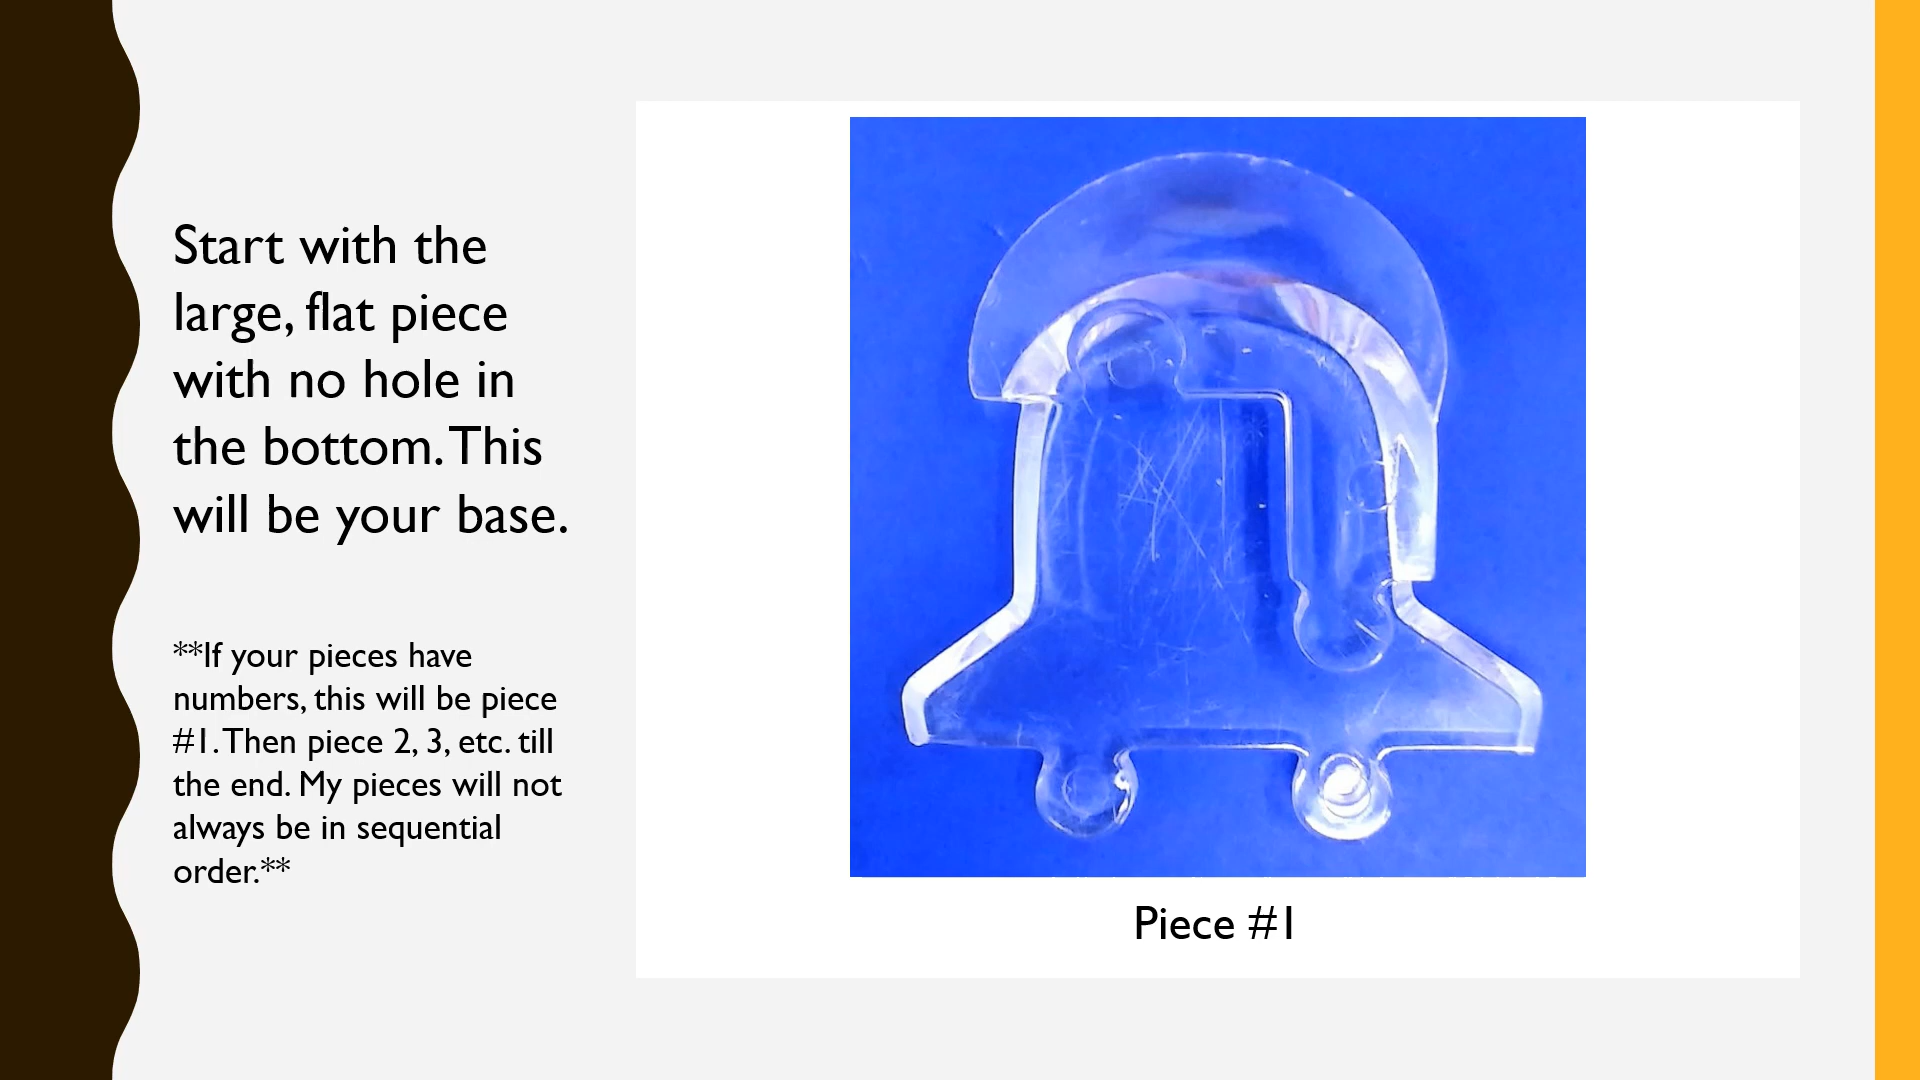 Start with the
large, flat piece
with no hole in
the bottom. This
will be your base.
**If your pieces have
numbers, this will be piece
#1. Then piece 2, 3, etc. till
the end. My pieces will not
always be in sequential
order.**
Piece #1